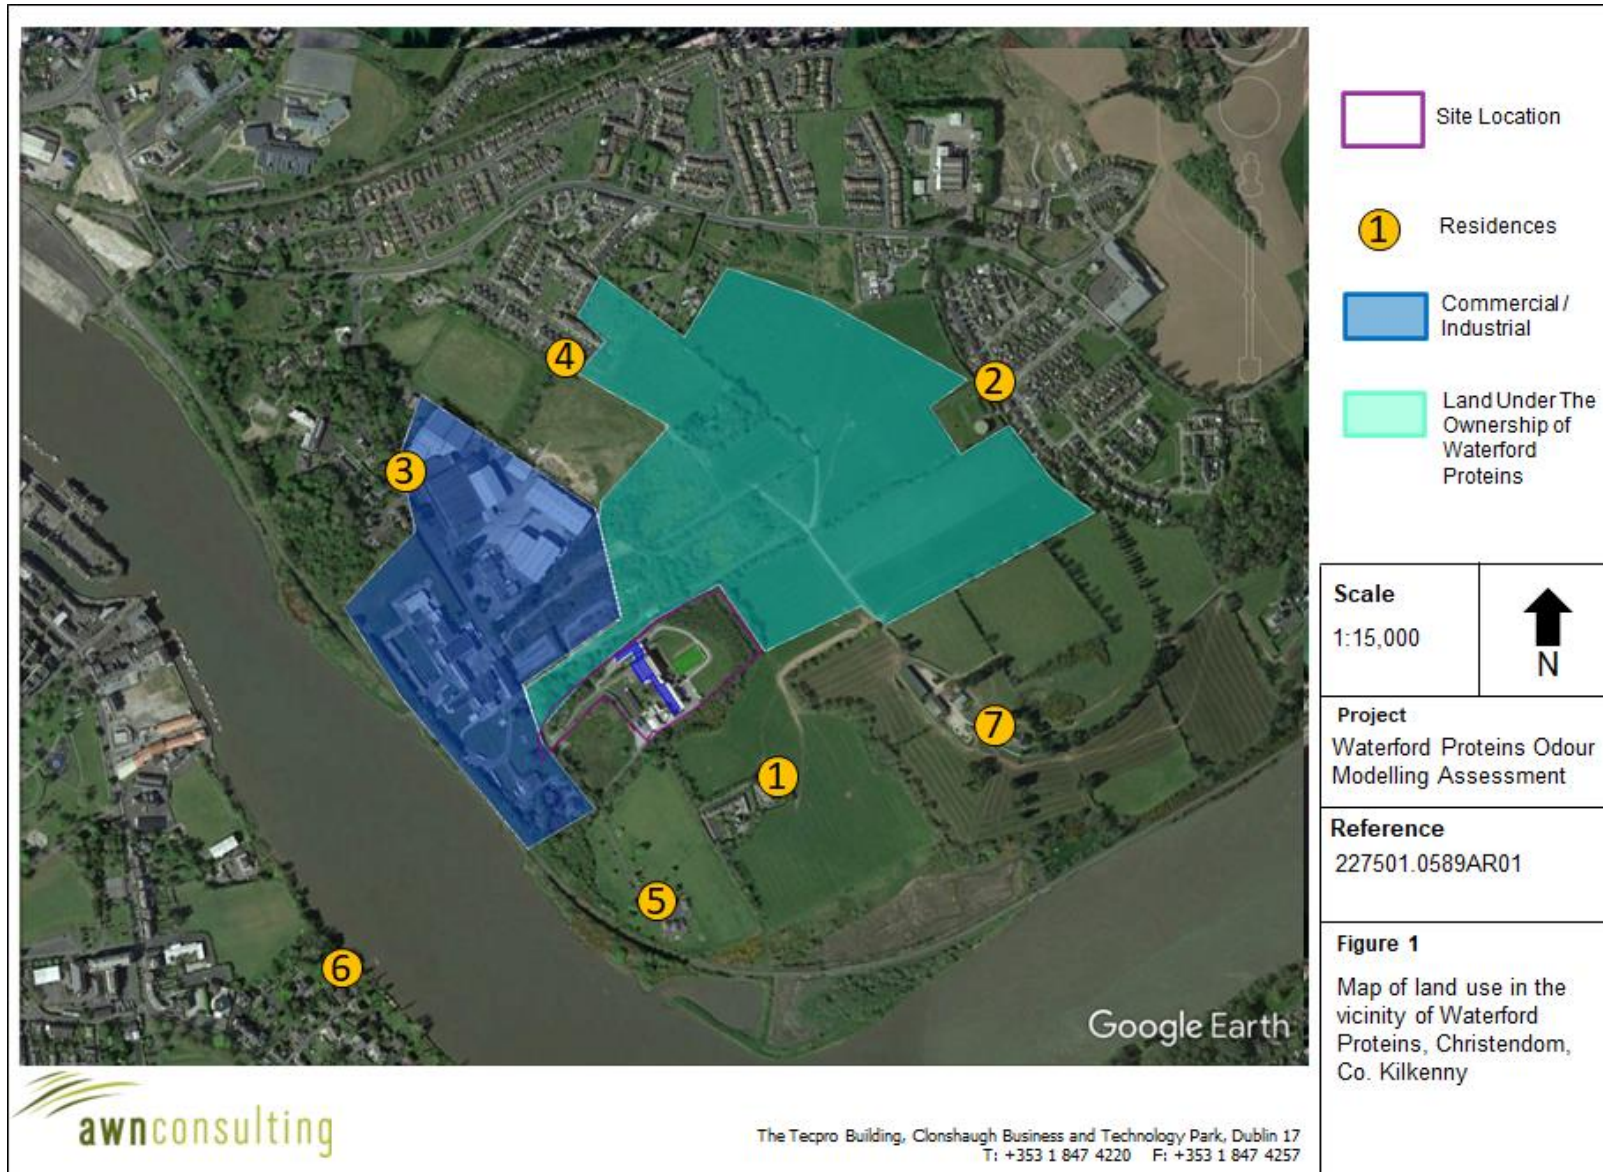 4
2
3
7
1
5
6
Google Earth
Site Location
1
Residences
Commercial /
Industrial
Land Under The
Ownership of
Waterford
Proteins
Scale
1:15,000
N
Project
Waterford Proteins Odour
Modelling Assessment
Reference
227501.0589AR01
Figure 1
Map of land use in the
vicinity of Waterford
Proteins, Christendom,
Co. Kilkenny
awnconsulting
The Tecpro Building, Clonshaugh Business and Technology Park, Dublin 17
T: +353 1 847 4220 F: +353 1 847 4257